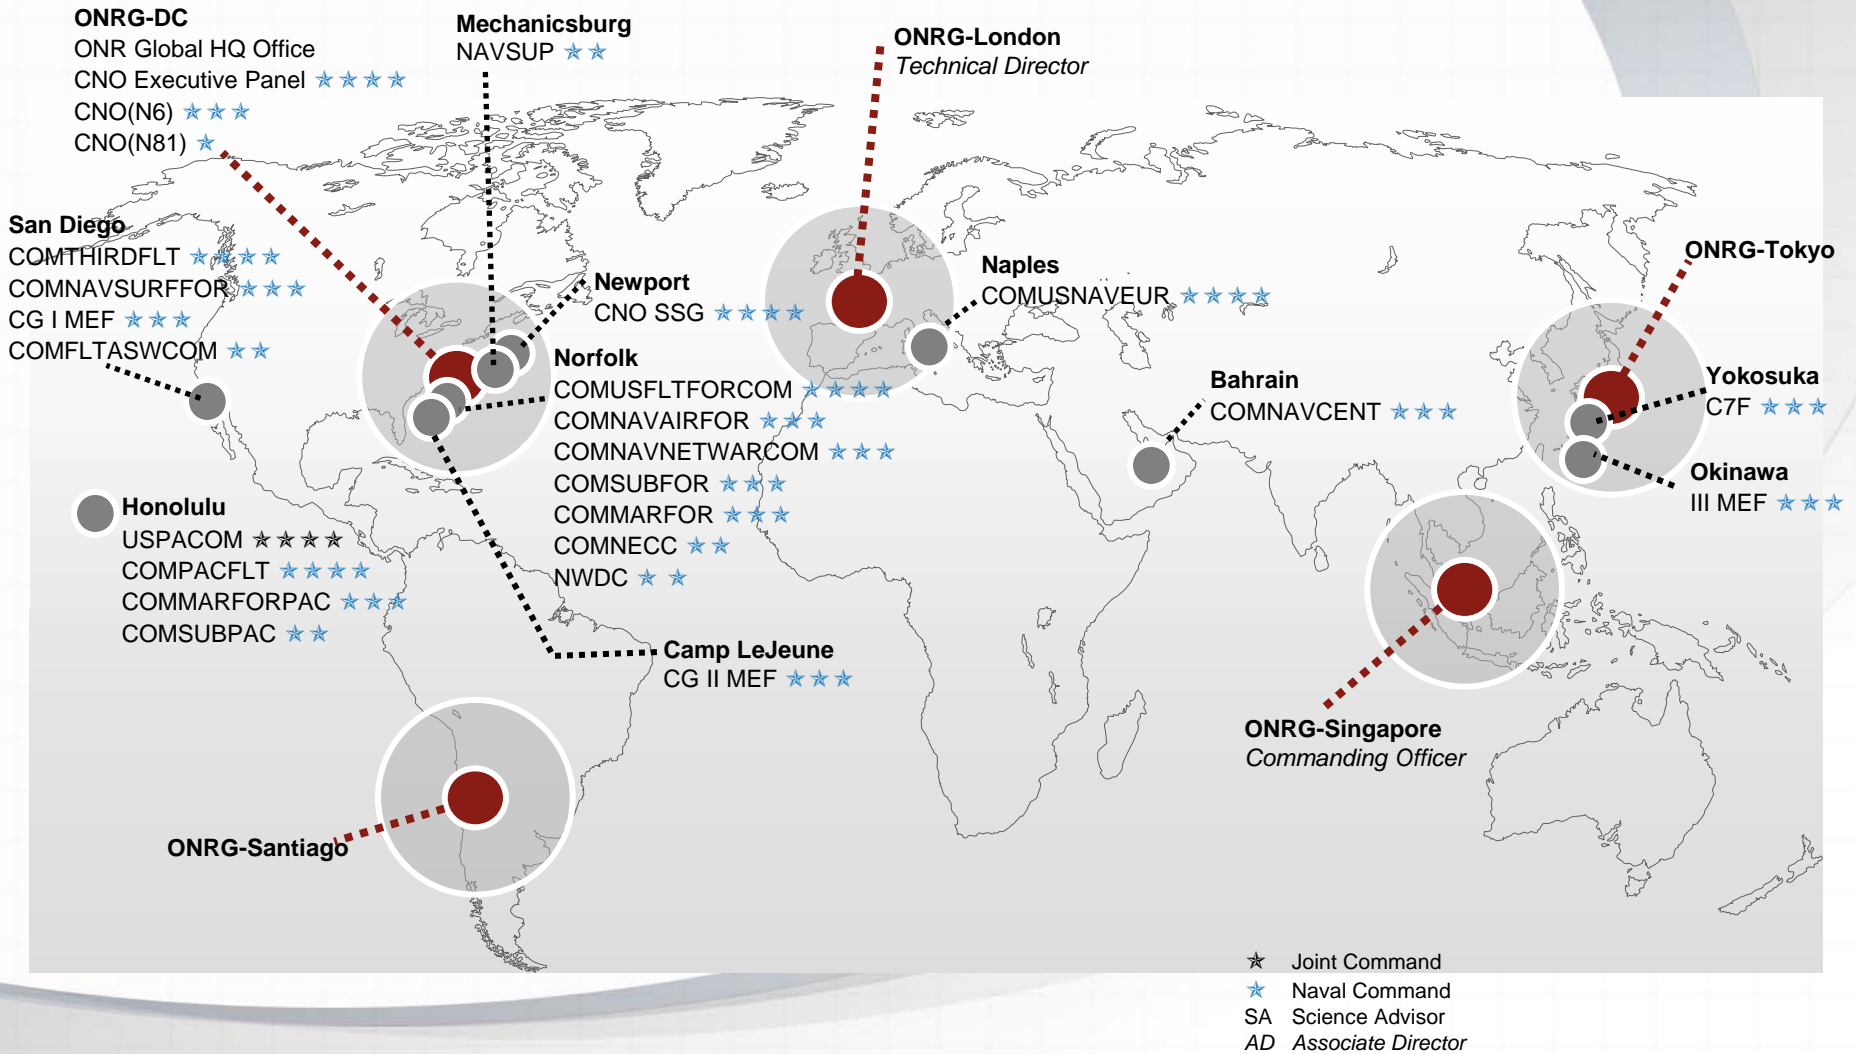 ONRG-DC
ONR Global HQ Office
CNO Executive Panel ✯✯✯✯
CNO(N6) ✯✯✯
CNO(N81) ✯
Mechanicsburg
NAVSUP ✯✯
ONRG-London
Technical Director
San Diego
COMTHIRDFLT ✯✯✯✯
COMNAVSURFFOR ✯✯✯
CG I MEF ✯✯✯
COMFLTASWCOM ✯✯
Newport
CNO SSG ✯✯✯✯
Naples
COMUSNAVEUR ✯✯✯✯
ONRG-Tokyo
Norfolk
COMUSFLTFORCOM ✯✯✯✯
COMNAVAIRFOR ✯✯✯
COMNAVNETWARCOM ✯✯✯
COMSUBFOR ✯✯✯
COMMARFOR ✯✯✯
COMNECC ✯✯
NWDC ✯ ✯
Bahrain
COMNAVCENT ✯✯✯
Yokosuka
C7F ✯✯✯
Okinawa
III MEF ✯✯✯
Honolulu
USPACOM ✯✯✯✯
COMPACFLT ✯✯✯✯
COMMARFORPAC ✯✯✯
COMSUBPAC ✯✯
Camp LeJeune
CG II MEF ✯✯✯
ONRG-Singapore
Commanding Officer
ONRG-Santiago
✯ Joint Command
✯ Naval Command
SA Science Advisor
AD Associate Director